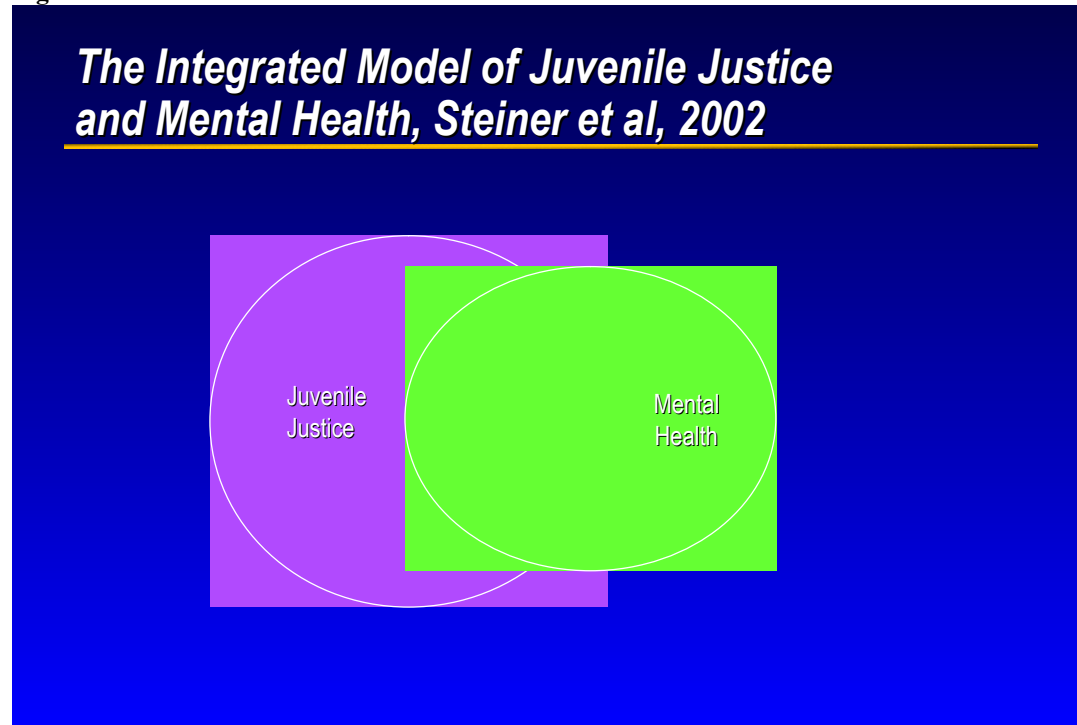 The Integrated Model of Juvenile Justice
and Mental Health, Steiner et al, 2002
Juvenile
Justice
Mental
Health